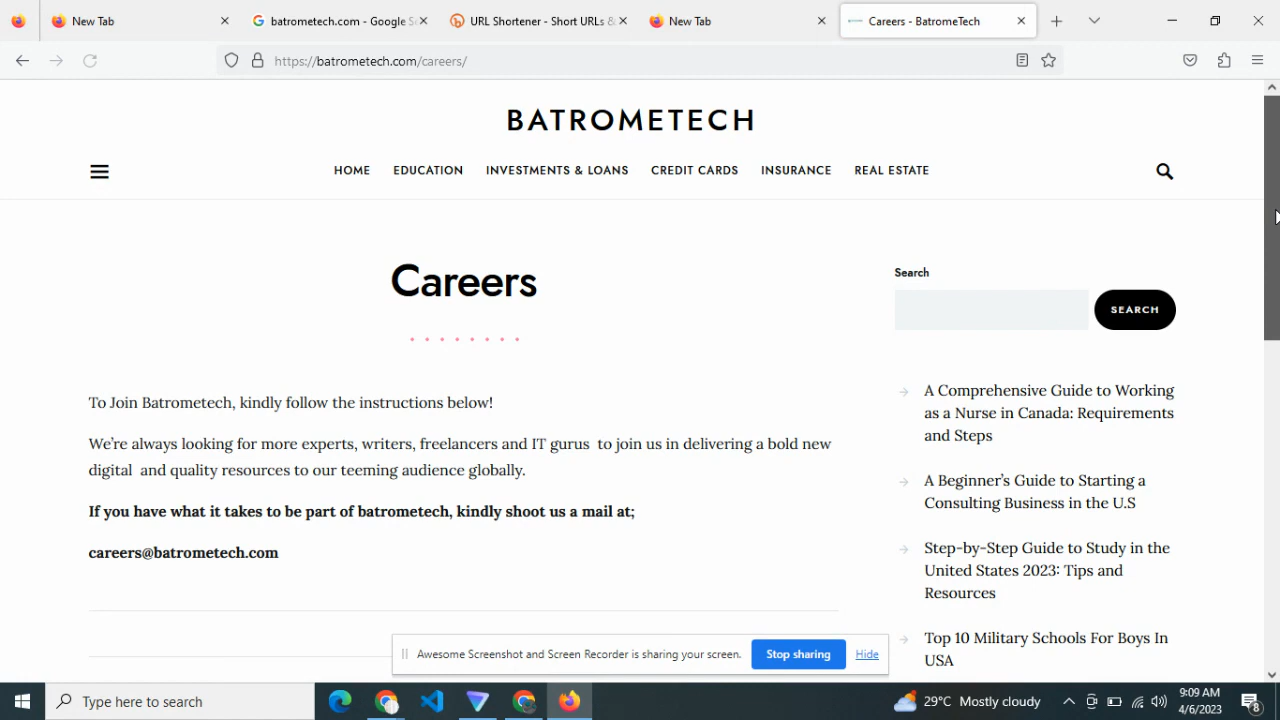 New Tab
batrometech.com - Google S
URL Shortener - Short URLs &
New Tab
Careers - BatromeTech
https://batrometech.com/careers/
BATROMETECH
HOME EDUCATION INVESTMENTS & LOANS CREDIT CARDS INSURANCE REAL ESTATE
Careers
To Join Batrometech, kindly follow the instructions below!
We're always looking for more experts, writers, freelancers and IT gurus to join us in delivering a bold new
digital and quality resources to our teeming audience globally.
If you have what it takes to be part of batrometech, kindly shoot us a mail at;
careers@batrometech.com
Search
SEARCH
A Comprehensive Guide to Working
as a Nurse in Canada: Requirements
and Steps
A Beginner's Guide to Starting a
Consulting Business in the U.S
Step-by-Step Guide to Study in the
United States 2023: Tips and
Resources
Top 10 Military Schools For Boys In
USA
Awesome Screenshot and Screen Recorder is sharing your screen.
Stop sharing
Hide
Type here to search
29°C Mostly cloudy
9:09 AM
4/6/2023
8